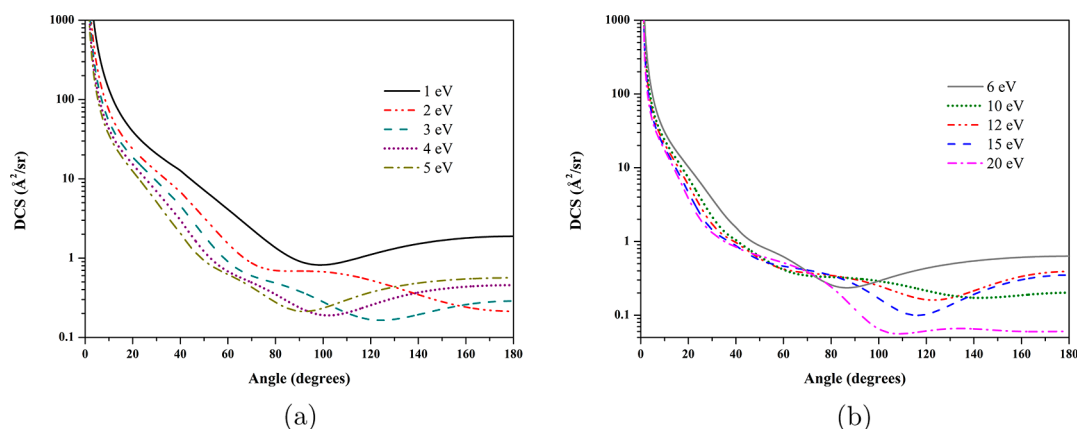 1000
100
10
1
0.1
DCS (Å²/sr)
1 eV
2 eV
3 eV
4 eV
5 eV
0 20 40 60 80 100 120 140 160 180
Angle (degrees)
(a)
1000
100
10
1
0.1
DCS (Å²/sr)
6 eV
10 eV
12 eV
15 eV
20 eV
0 20 40 60 80 100 120 140 160 180
Angle (degrees)
(b)